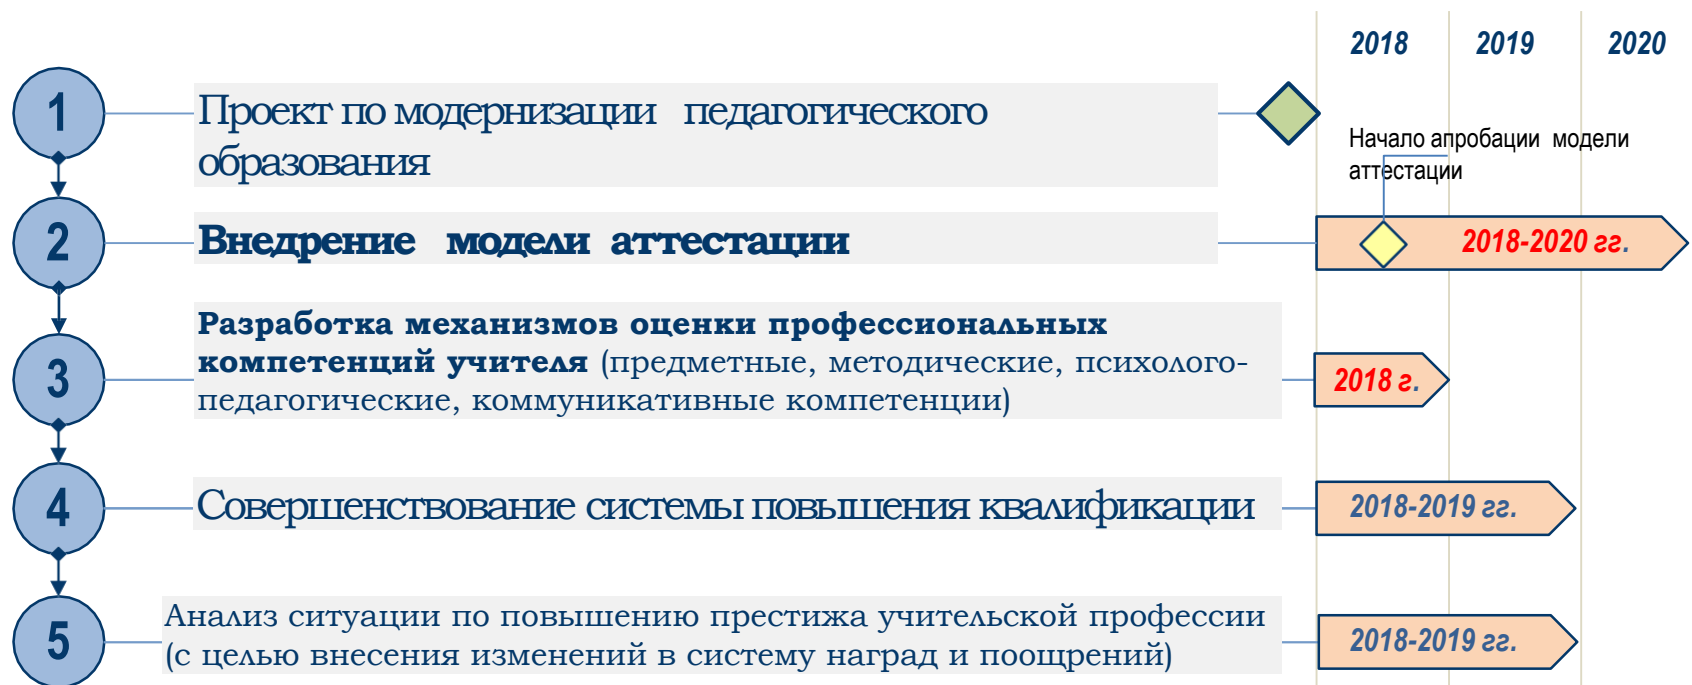 2018 2019 2020
1
Проект по модернизации педагогического
образования
Начало апробации модели
аттестации
2
Внедрение модели аттестации
2018-2020 гг.
3
Разработка механизмов оценки профессиональных
компетенций учителя (предметные, методические, психолого-
педагогические, коммуникативные компетенции)
2018 г.
4
Совершенствование системы повышения квалификации
2018-2019 гг.
5
Анализ ситуации по повышению престижа учительской профессии
(с целью внесения изменений в систему наград и поощрений)
2018-2019 гг.